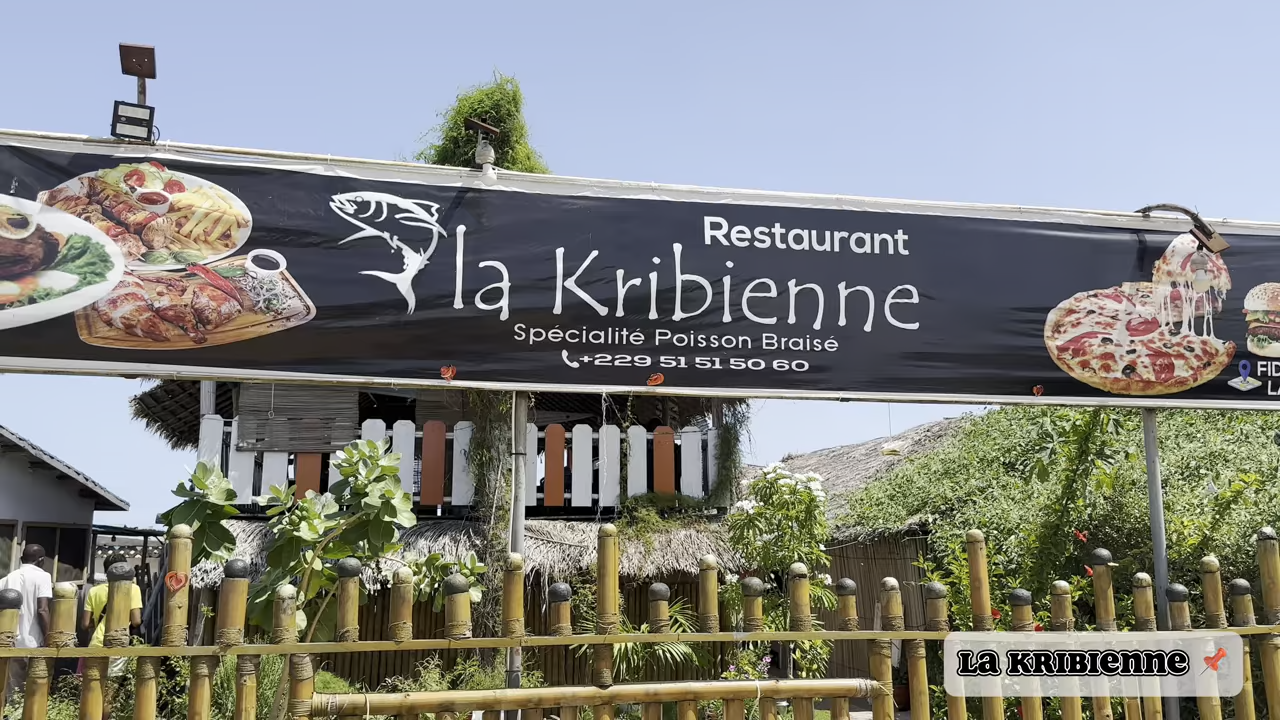 Restaurant
la Kribienne
Spécialité Poisson Braisé
+229 51 51 50 60
LA KRIBIENNE